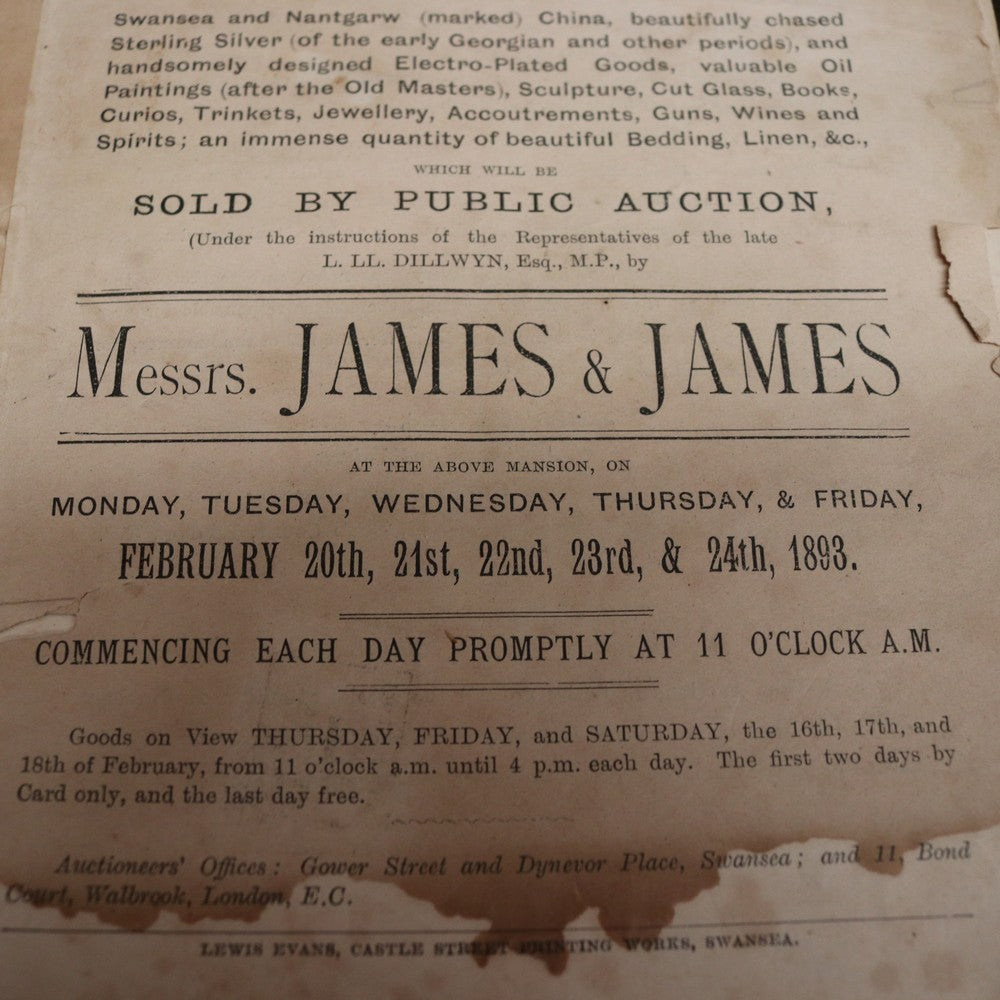 Swansea and Nantgarw (marked) China, beautifully chased
Sterling Silver (of the early Georgian and other periods), and
handsomely designed Electro-Plated Goods, valuable Oil
Paintings (after the Old Masters), Sculpture, Cut Glass, Books,
Curios, Trinkets, Jewellery, Accoutrements, Guns, Wines and
Spirits; an immense quantity of beautiful Bedding, Linen, &c.,
WHICH WILL BE
SOLD BY PUBLIC AUCTION,
(Under the instructions of the Representatives of the late
L. LL. DILLWYN, Esq., M.P., by
Messrs. JAMES & JAMES
AT THE ABOVE MANSION, ON
MONDAY, TUESDAY, WEDNESDAY, THURSDAY, & FRIDAY,
FEBRUARY 20th, 21st, 22nd, 23rd, & 24th, 1893.
COMMENCING EACH DAY PROMPTLY AT 11 O'CLOCK A.M.
Goods on View THURSDAY, FRIDAY, and SATURDAY, the 16th, 17th, and
18th of February, from 11 o'clock a.m. until 4 p.m. each day. The first two days by
Card only, and the last day free.
Auctioneers' Offices: Gower Street and Dynevor Place, Swansea; and 11, Bond
Court, Walbrook, London, E.C.
LEWIS EVANS, CASTLE STREET PRINTING WORKS, SWANSEA.